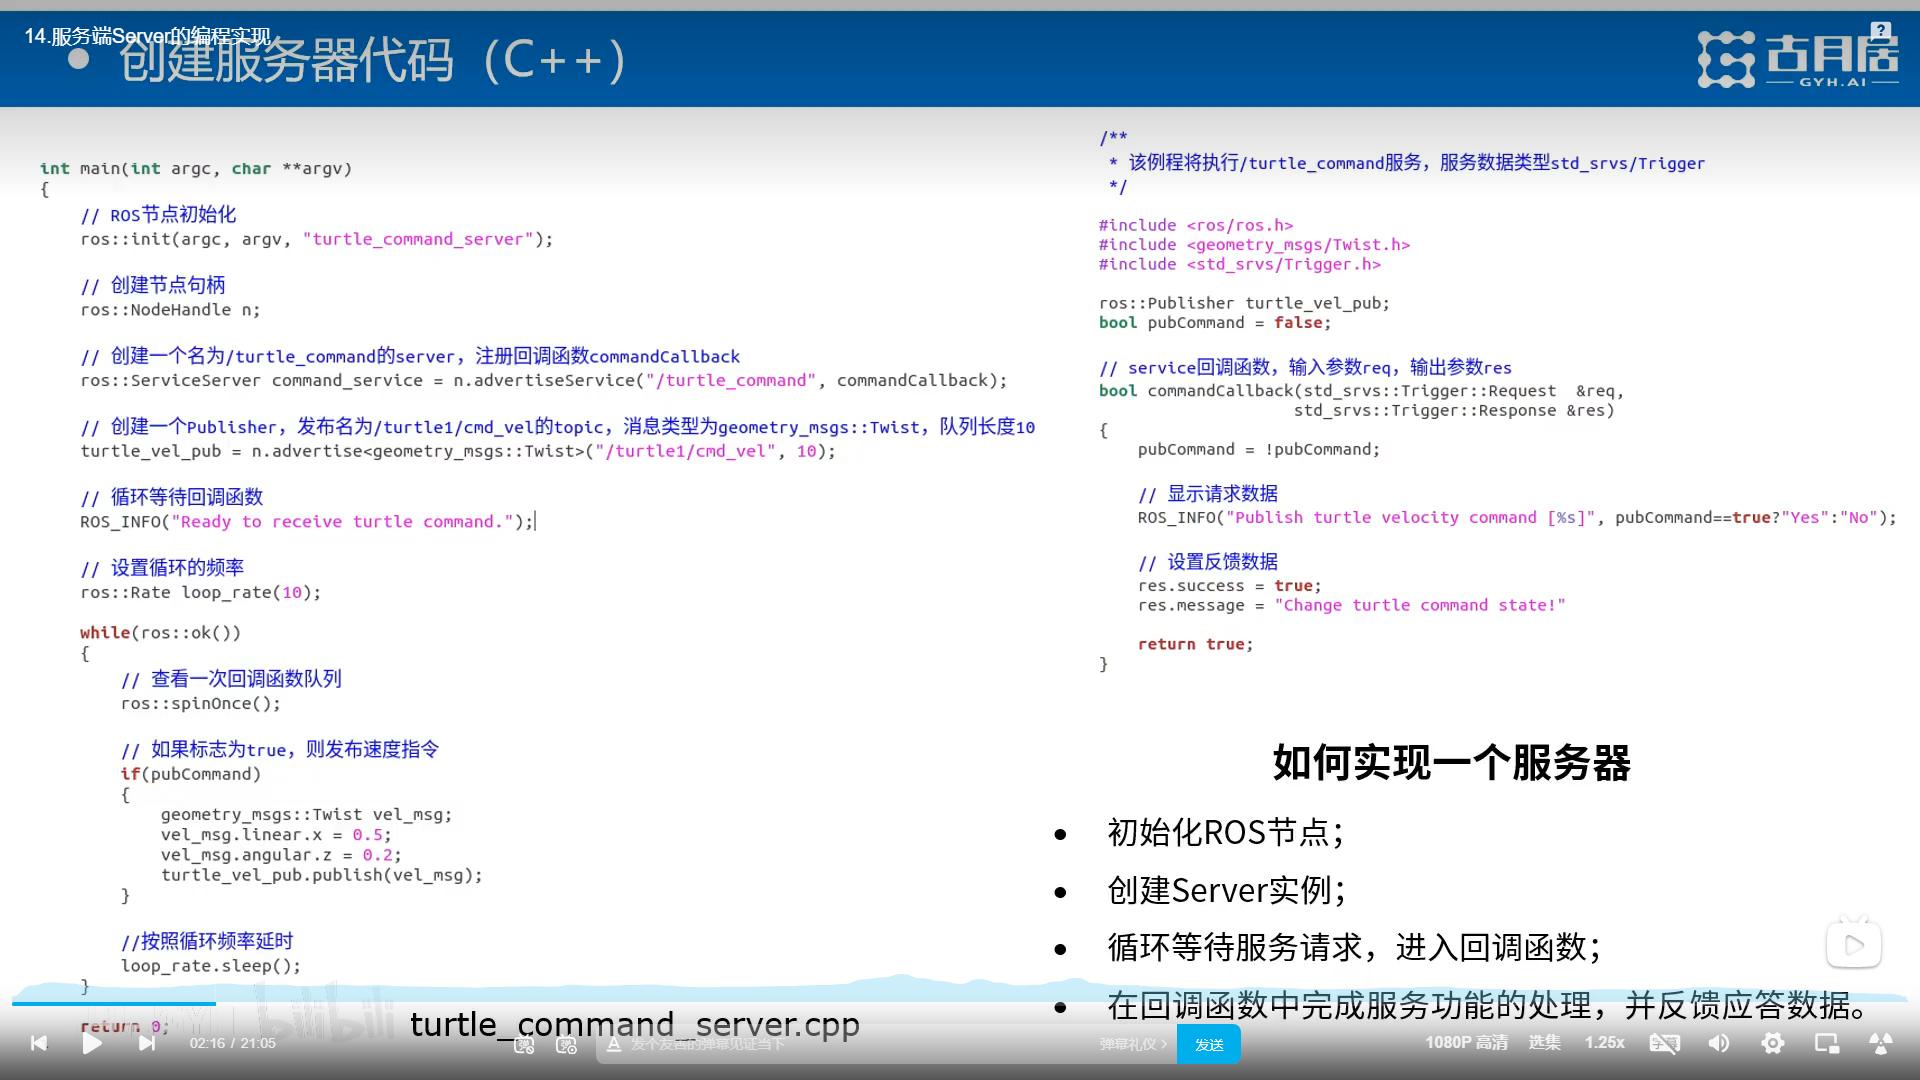 14.服务端Server的编程实现
创建服务器代码（C++）
古月居
GYH.AI
int main(int argc, char **argv)
{
// ROS节点初始化
ros::init(argc, argv, "turtle_command_server");
// 创建节点句柄
ros::NodeHandle n;
// 创建一个名为/turtle_command的server，注册回调函数commandCallback
ros::ServiceServer command_service = n.advertiseService("/turtle_command", commandCallback);
// 创建一个Publisher，发布名为/turtle1/cmd_vel的topic，消息类型为geometry_msgs::Twist，队列长度10
turtle_vel_pub = n.advertise<geometry_msgs::Twist>("/turtle1/cmd_vel", 10);
// 循环等待回调函数
ROS_INFO("Ready to receive turtle command.");
// 设置循环的频率
ros::Rate loop_rate(10);
while(ros::ok())
{
// 查看一次回调函数队列
ros::spinOnce();
// 如果标志为true，则发布速度指令
if(pubCommand)
{
geometry_msgs::Twist vel_msg;
vel_msg.linear.x = 0.5;
vel_msg.angular.z = 0.2;
turtle_vel_pub.publish(vel_msg);
}
//按照循环频率延时
loop_rate.sleep();
}
return 0;
/**
* 该例程将执行/turtle_command服务，服务数据类型std_srvs/Trigger
*/
#include <ros/ros.h>
#include <geometry_msgs/Twist.h>
#include <std_srvs/Trigger.h>
ros::Publisher turtle_vel_pub;
bool pubCommand = false;
// service回调函数，输入参数req，输出参数res
bool commandCallback(std_srvs::Trigger::Request  &req,
std_srvs::Trigger::Response &res)
{
pubCommand = !pubCommand;
// 显示请求数据
ROS_INFO("Publish turtle velocity command [%s]", pubCommand==true?"Yes":"No");
// 设置反馈数据
res.success = true;
res.message = "Change turtle command state!"
return true;
}
如何实现一个服务器
• 初始化ROS节点；
• 创建Server实例；
• 循环等待服务请求，进入回调函数；
• 在回调函数中完成服务功能的处理，并反馈应答数据。
turtle_command_server.cpp
bilibili
02:16 / 21:05
发个友善的弹幕见证当下
弹幕礼仪 >
发送
1080P 高清
选集
1.25x